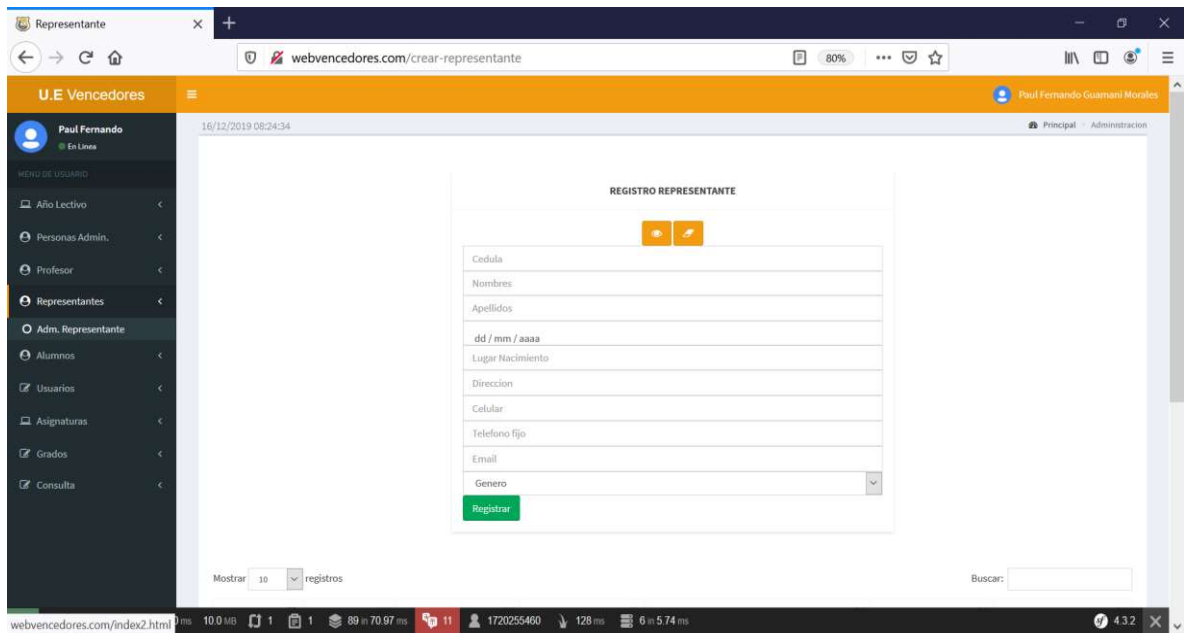 Representante
webvencedores.com/crear-representante
80%
U.E Vencedores
Paul Fernando Guamani Morales
Paul Fernando
En Linea
16/12/2019 08:24:34
Principal
Administracion
MENÚ DE USUARIO
Año Lectivo
Personas Admin.
Profesor
Representantes
Adm. Representante
Alumnos
Usuarios
Asignaturas
Grados
Consulta
REGISTRO REPRESENTANTE
Cedula
Nombres
Apellidos
dd / mm / aaaa
Lugar Nacimiento
Direccion
Celular
Telefono fijo
Email
Genero
Registrar
Mostrar 10 registros
Buscar:
webvencedores.com/index2.html
ms 10.0 MB 1 1 89 in 70.97 ms 11 1720255460 128 ms 6 in 5.74 ms 4.3.2